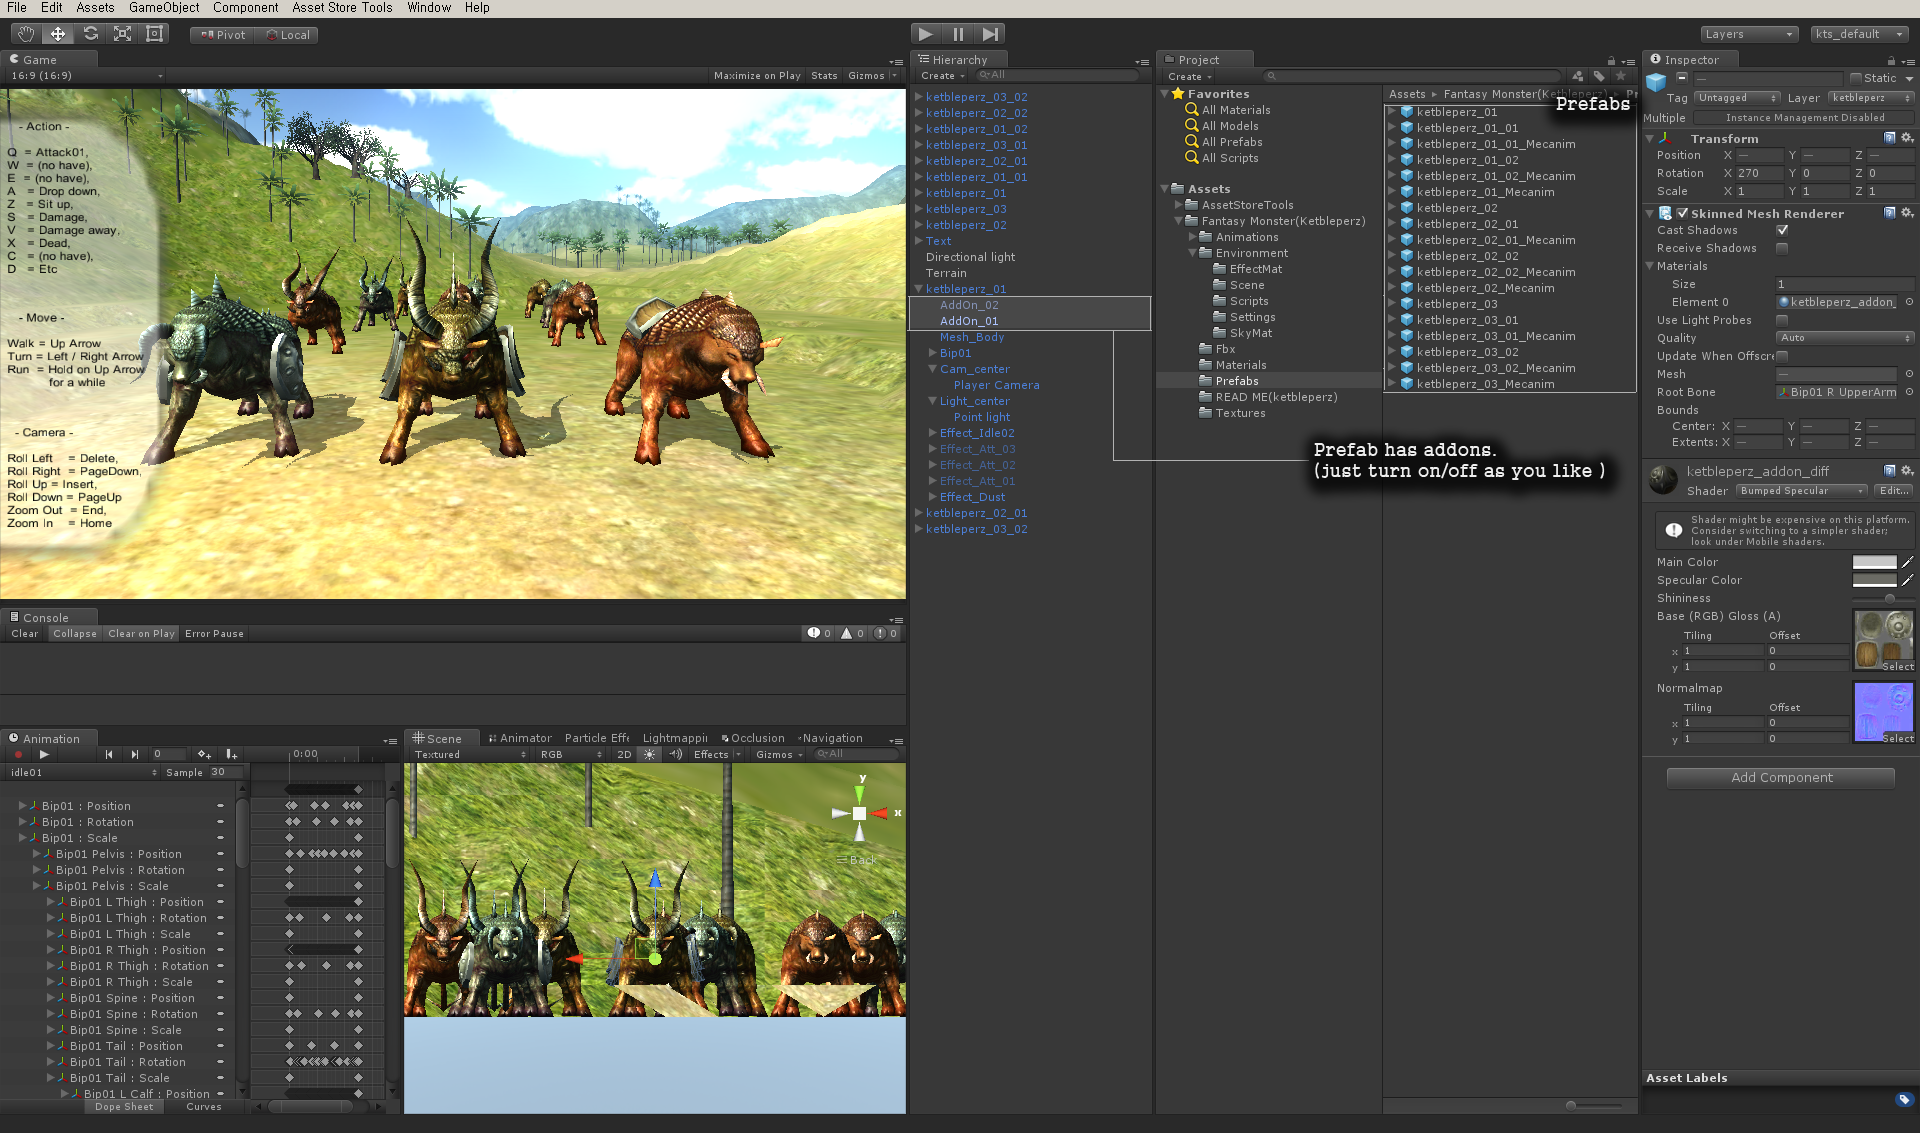 File Edit Assets GameObject Component Asset Store Tools Window Help
Pivot Local
Layers kts_default
Game
16:9 (16:9) Maximize on Play Stats Gizmos
- Action -
Q = Attack01,
W = (no have),
E = (no have),
A = Drop down,
Z = Sit up,
S = Damage,
V = Damage away,
X = Dead,
C = (no have),
D = Etc
- Move -
Walk = Up Arrow
Turn = Left / Right Arrow
Run = Hold on Up Arrow
for a while
- Camera -
Roll Left = Delete,
Roll Right = PageDown,
Roll Up = Insert,
Roll Down = PageUp
Zoom Out = End,
Zoom In = Home
Console
Clear Collapse Clear on Play Error Pause 0 0 0
Animation
0 0:00
idle01 Sample 30
Bip01 : Position
Bip01 : Rotation
Bip01 : Scale
Bip01 Pelvis : Position
Bip01 Pelvis : Rotation
Bip01 Pelvis : Scale
Bip01 L Thigh : Position
Bip01 L Thigh : Rotation
Bip01 L Thigh : Scale
Bip01 R Thigh : Position
Bip01 R Thigh : Rotation
Bip01 R Thigh : Scale
Bip01 Spine : Position
Bip01 Spine : Rotation
Bip01 Spine : Scale
Bip01 Tail : Position
Bip01 Tail : Rotation
Bip01 Tail : Scale
Bip01 L Calf : Position
Dope Sheet Curves
Scene Animator Particle Effe Lightmappin Occlusion Navigation
Textured RGB 2D Effects Gizmos All
y
x
Back
Hierarchy
Create All
ketbleperz_03_02
ketbleperz_02_02
ketbleperz_01_02
ketbleperz_03_01
ketbleperz_02_01
ketbleperz_01_01
ketbleperz_01
ketbleperz_03
ketbleperz_02
Text
Directional light
Terrain
ketbleperz_01
AddOn_02
AddOn_01
Mesh_Body
Bip01
Cam_center
Player Camera
Light_center
Point light
Effect_Idle02
Effect_Att_03
Effect_Att_02
Effect_Att_01
Effect_Dust
ketbleperz_02_01
ketbleperz_03_02
Project
Create
Favorites
All Materials
All Models
All Prefabs
All Scripts
Assets
AssetStoreTools
Fantasy Monster(Ketbleperz)
Animations
Environment
EffectMat
Scene
Scripts
Settings
SkyMat
Fbx
Materials
Prefabs
READ ME(ketbleperz)
Textures
Assets Fantasy Monster(Ketbleperz) Pr
Prefabs
ketbleperz_01
ketbleperz_01_01
ketbleperz_01_01_Mecanim
ketbleperz_01_02
ketbleperz_01_02_Mecanim
ketbleperz_01_Mecanim
ketbleperz_02
ketbleperz_02_01
ketbleperz_02_01_Mecanim
ketbleperz_02_02
ketbleperz_02_02_Mecanim
ketbleperz_02_Mecanim
ketbleperz_03
ketbleperz_03_01
ketbleperz_03_01_Mecanim
ketbleperz_03_02
ketbleperz_03_02_Mecanim
ketbleperz_03_Mecanim
Prefab has addons.
(just turn on/off as you like )
Inspector
— Static
Tag Untagged Layer ketbleperz
Multiple Instance Management Disabled
Transform
Position X — Y — Z —
Rotation X 270 Y 0 Z 0
Scale X 1 Y 1 Z 1
Skinned Mesh Renderer
Cast Shadows
Receive Shadows
Materials
Size 1
Element 0 ketbleperz_addon_
Use Light Probes
Quality Auto
Update When Offscre
Mesh —
Root Bone Bip01 R UpperArm
Bounds
Center: X — Y — Z —
Extents: X — Y — Z —
ketbleperz_addon_diff
Shader Bumped Specular Edit...
Shader might be expensive on this platform.
Consider switching to a simpler shader;
look under Mobile shaders.
Main Color
Specular Color
Shininess
Base (RGB) Gloss (A)
Tiling Offset
x 1 0
y 1 0
Select
Normalmap
Tiling Offset
x 1 0
y 1 0
Select
Add Component
Asset Labels